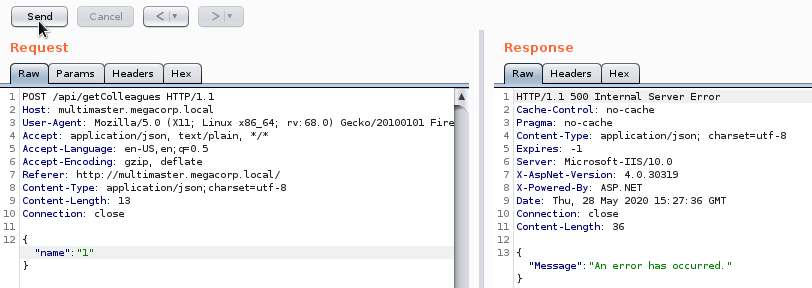 Send Cancel < | ▼ > | ▼
Request
Raw Params Headers Hex
1 POST /api/getColleagues HTTP/1.1
2 Host: multimaster.megacorp.local
3 User-Agent: Mozilla/5.0 (X11; Linux x86_64; rv:68.0) Gecko/20100101 Fire
4 Accept: application/json, text/plain, */*
5 Accept-Language: en-US,en;q=0.5
6 Accept-Encoding: gzip, deflate
7 Referer: http://multimaster.megacorp.local/
8 Content-Type: application/json;charset=utf-8
9 Content-Length: 13
10 Connection: close
11
12 {
"name":"1"
}
Response
Raw Headers Hex
1 HTTP/1.1 500 Internal Server Error
2 Cache-Control: no-cache
3 Pragma: no-cache
4 Content-Type: application/json; charset=utf-8
5 Expires: -1
6 Server: Microsoft-IIS/10.0
7 X-AspNet-Version: 4.0.30319
8 X-Powered-By: ASP.NET
9 Date: Thu, 28 May 2020 15:27:36 GMT
10 Connection: close
11 Content-Length: 36
12
13 {
"Message":"An error has occurred."
}